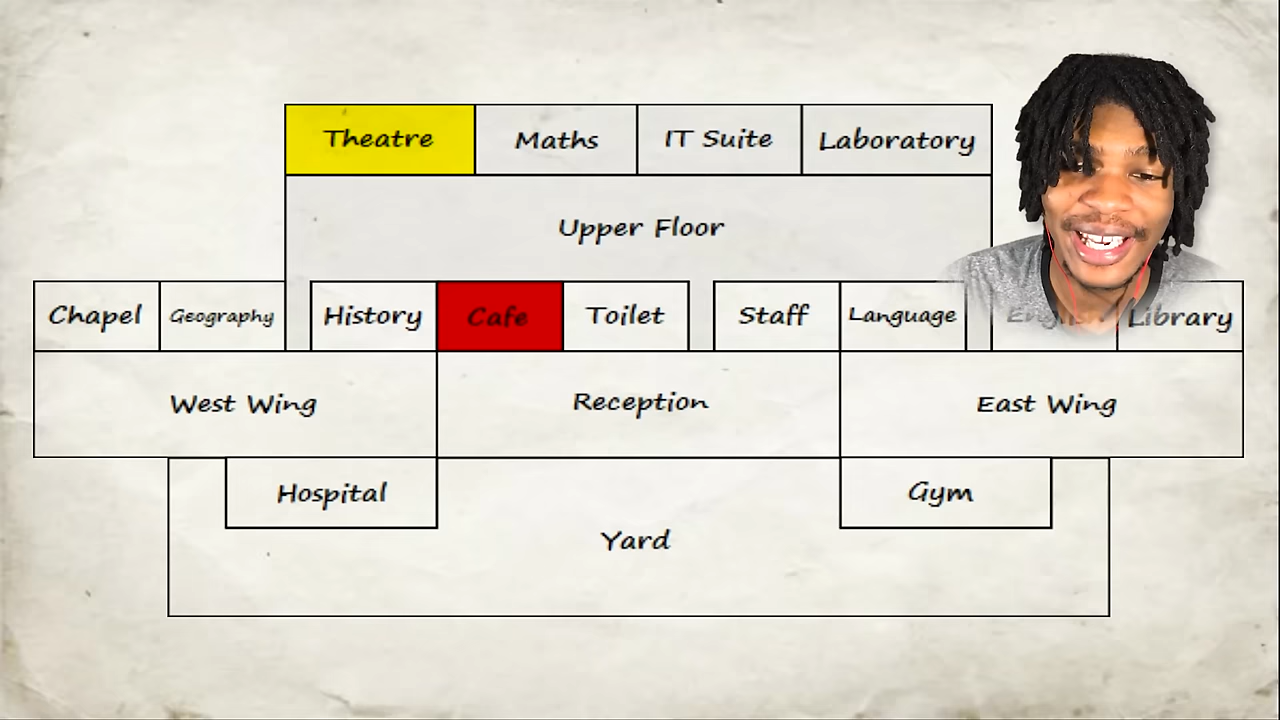 Theatre Maths IT Suite Laboratory
Upper Floor
Chapel Geography History Cafe Toilet Staff Language English Library
West Wing Reception East Wing
Hospital Gym
Yard